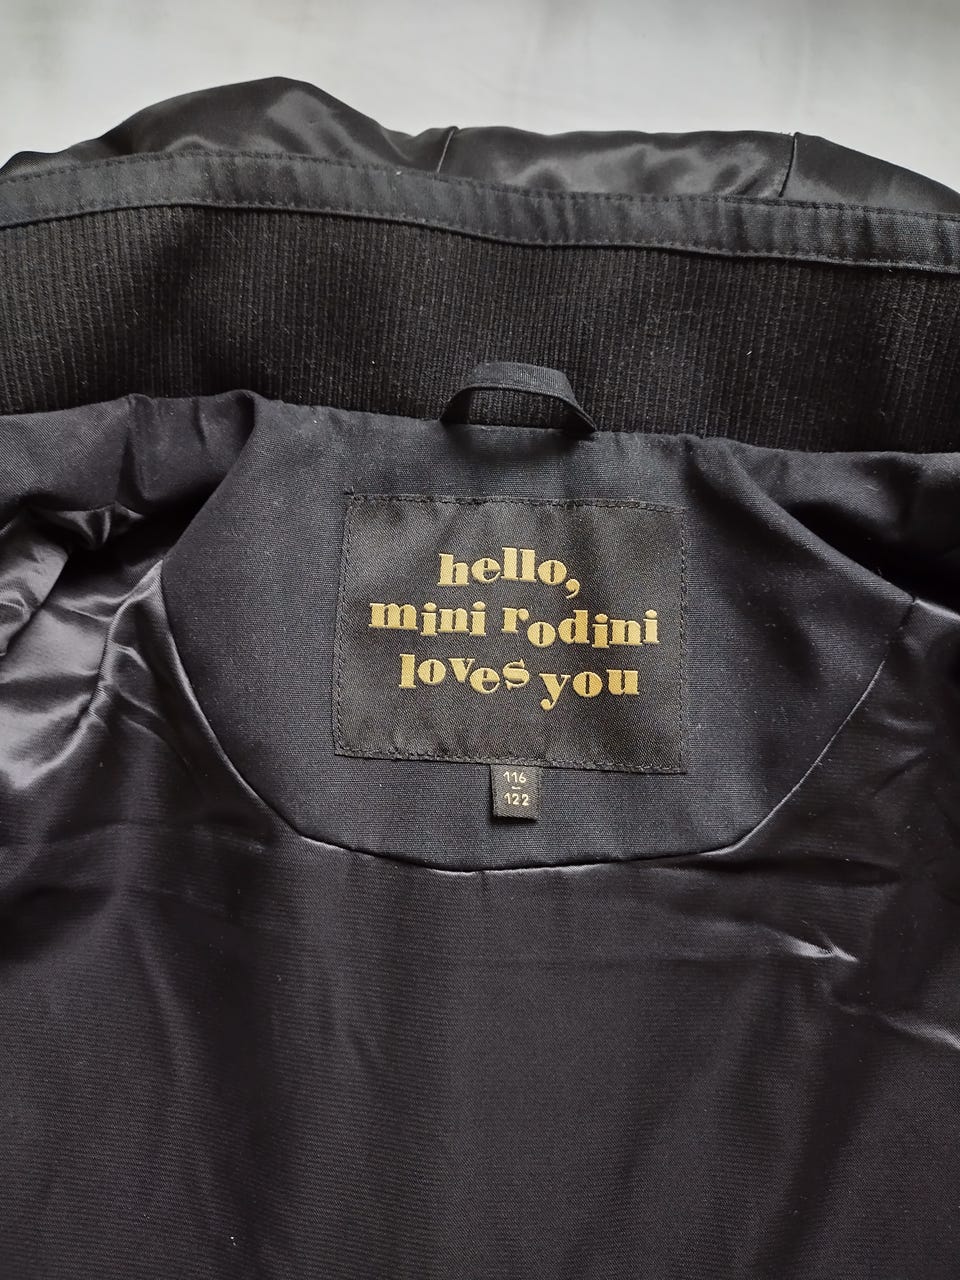 hello,
mini rodini
loves you
116
–
122